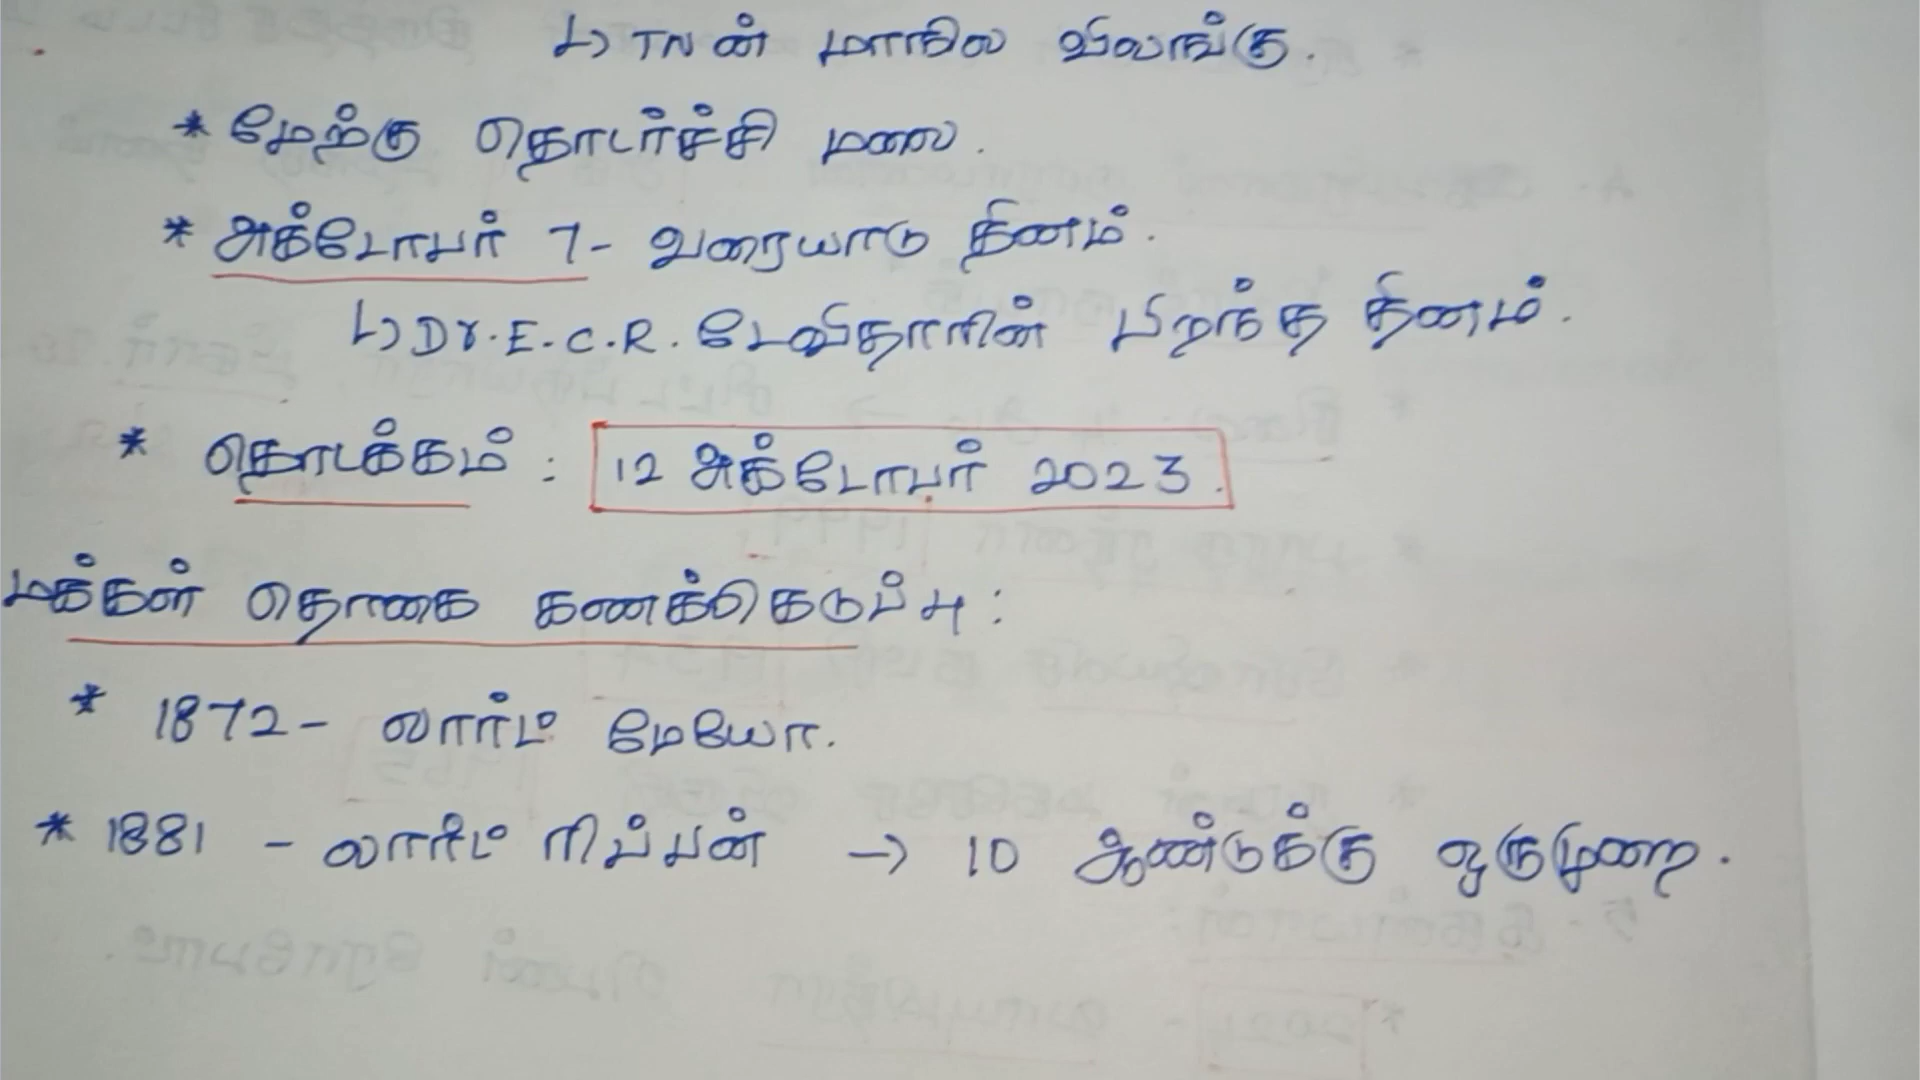 ↳ TN ன் மாநில விலங்கு.
* மேற்கு தொடர்ச்சி மலை.
* அக்டோபர் 7 - வரையாடு தினம்.
↳ Dr. E. C. R. டேவிதாரின் பிறந்த தினம்.
* தொடக்கம் : 12 அக்டோபர் 2023.
மக்கள் தொகை கணக்கெடுப்பு :
* 1872 - லார்ட் மேயோ.
* 1881 - லார்ட் ரிப்பன் → 10 ஆண்டுக்கு ஒருமுறை.